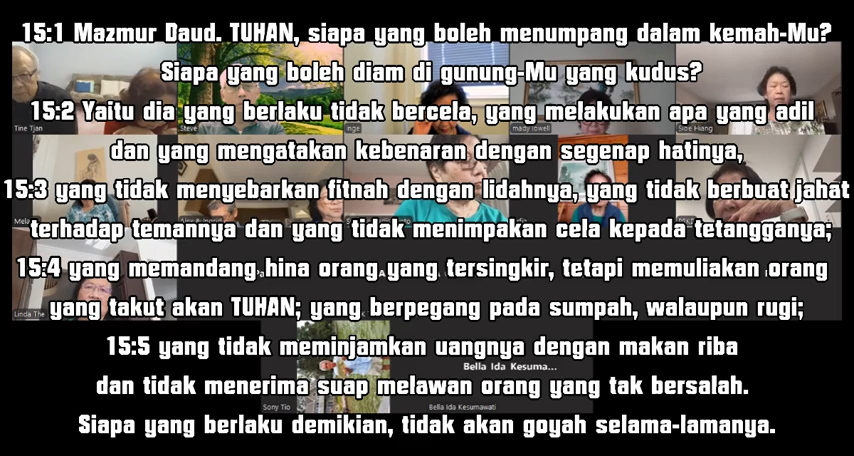 15:1 Mazmur Daud. TUHAN, siapa yang boleh menumpang dalam kemah-Mu?
Siapa yang boleh diam di gunung-Mu yang kudus?
15:2 Yaitu dia yang berlaku tidak bercela, yang melakukan apa yang adil
dan yang mengatakan kebenaran dengan segenap hatinya,
15:3 yang tidak menyebarkan fitnah dengan lidahnya, yang tidak berbuat jahat
terhadap temannya dan yang tidak menimpakan cela kepada tetangganya;
15:4 yang memandang hina orang yang tersingkir, tetapi memuliakan orang
yang takut akan TUHAN; yang berpegang pada sumpah, walaupun rugi;
15:5 yang tidak meminjamkan uangnya dengan makan riba
dan tidak menerima suap melawan orang yang tak bersalah.
Siapa yang berlaku demikian, tidak akan goyah selama-lamanya.
Tine Tjan
Steve
Inge
mady lowell
Sioe Hiang
Linda The
Bella Ida Kesuma...
Sony Tio
Bella Ida Kesumawati